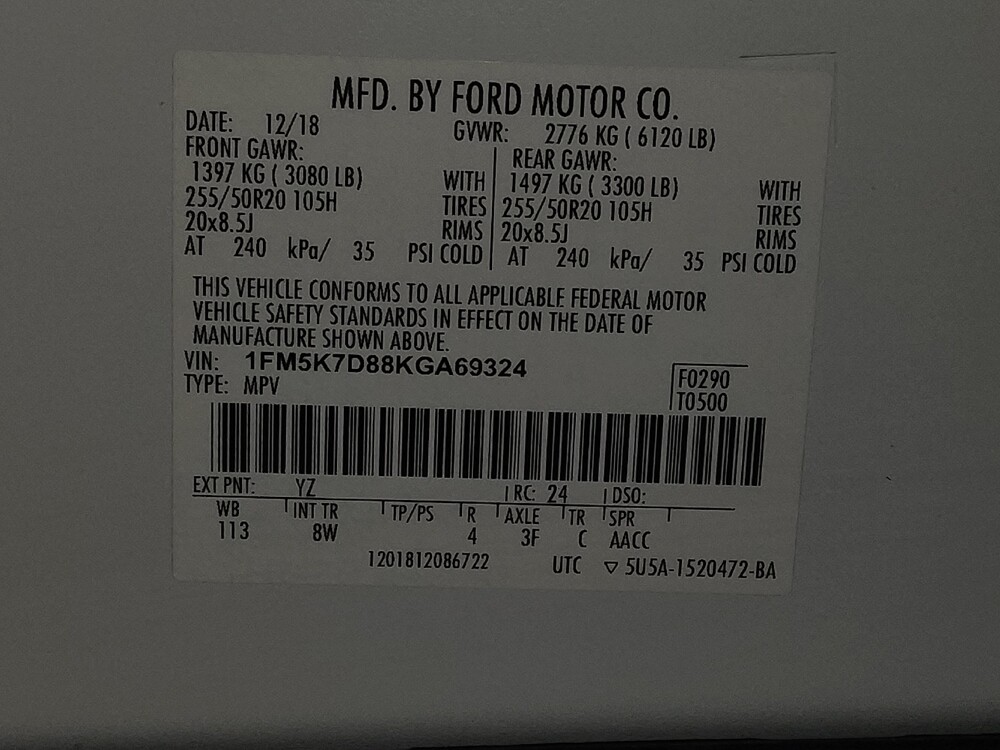 MFD. BY FORD MOTOR CO.
DATE: 12/18 GVWR: 2776 KG ( 6120 LB)
FRONT GAWR: REAR GAWR:
1397 KG ( 3080 LB) WITH 1497 KG ( 3300 LB) WITH
255/50R20 105H TIRES 255/50R20 105H TIRES
20x8.5J RIMS 20x8.5J RIMS
AT 240 kPa/ 35 PSI COLD AT 240 kPa/ 35 PSI COLD
THIS VEHICLE CONFORMS TO ALL APPLICABLE FEDERAL MOTOR
VEHICLE SAFETY STANDARDS IN EFFECT ON THE DATE OF
MANUFACTURE SHOWN ABOVE.
VIN: 1FM5K7D88KGA69324
TYPE: MPV
F0290
T0500
EXT PNT: YZ RC: 24 DSO:
WB INT TR TP/PS R AXLE TR SPR
113 8W 4 3F C AACC
1201812086722 UTC ▽ 5U5A-1520472-BA